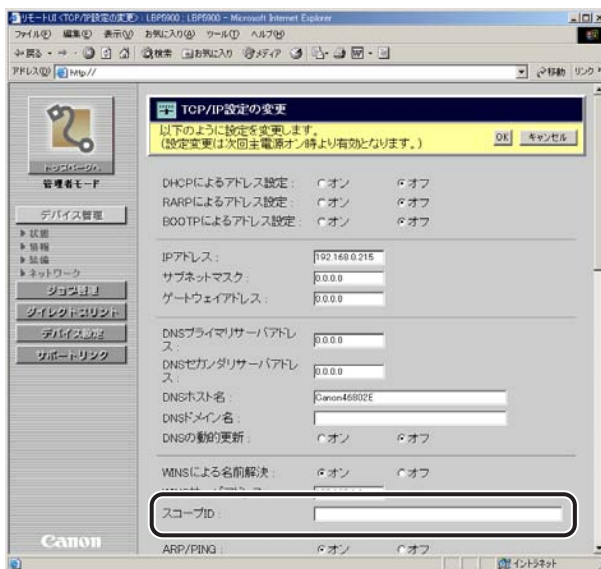 リモートUI<TCP/IP設定の変更> : LBP5900 ; LBP5900 - Microsoft Internet Explorer
ファイル(F) 編集(E) 表示(V) お気に入り(A) ツール(T) ヘルプ(H)
戻る 検索 お気に入り メディア
アドレス(D) http:// 移動 リンク
トップページへ
管理者モード
デバイス管理
状態
情報
装備
ネットワーク
ジョブ管理
ダイレクトプリント
デバイス設定
サポートリンク
Canon
TCP/IP設定の変更
以下のように設定を変更します。
(設定変更は次回主電源オン時より有効となります。)
OK キャンセル
DHCPによるアドレス設定 : オン オフ
RARPによるアドレス設定 : オン オフ
BOOTPによるアドレス設定 : オン オフ
IPアドレス : 192.168.0.215
サブネットマスク : 0.0.0.0
ゲートウェイアドレス : 0.0.0.0
DNSプライマリサーバアドレ
ス : 0.0.0.0
DNSセカンダリサーバアドレ
ス : 0.0.0.0
DNSホスト名 : Canon46802E
DNSドメイン名 :
DNSの動的更新 : オン オフ
WINSによる名前解決 : オン オフ
スコープID :
ARP/PING : オン オフ
イントラネット